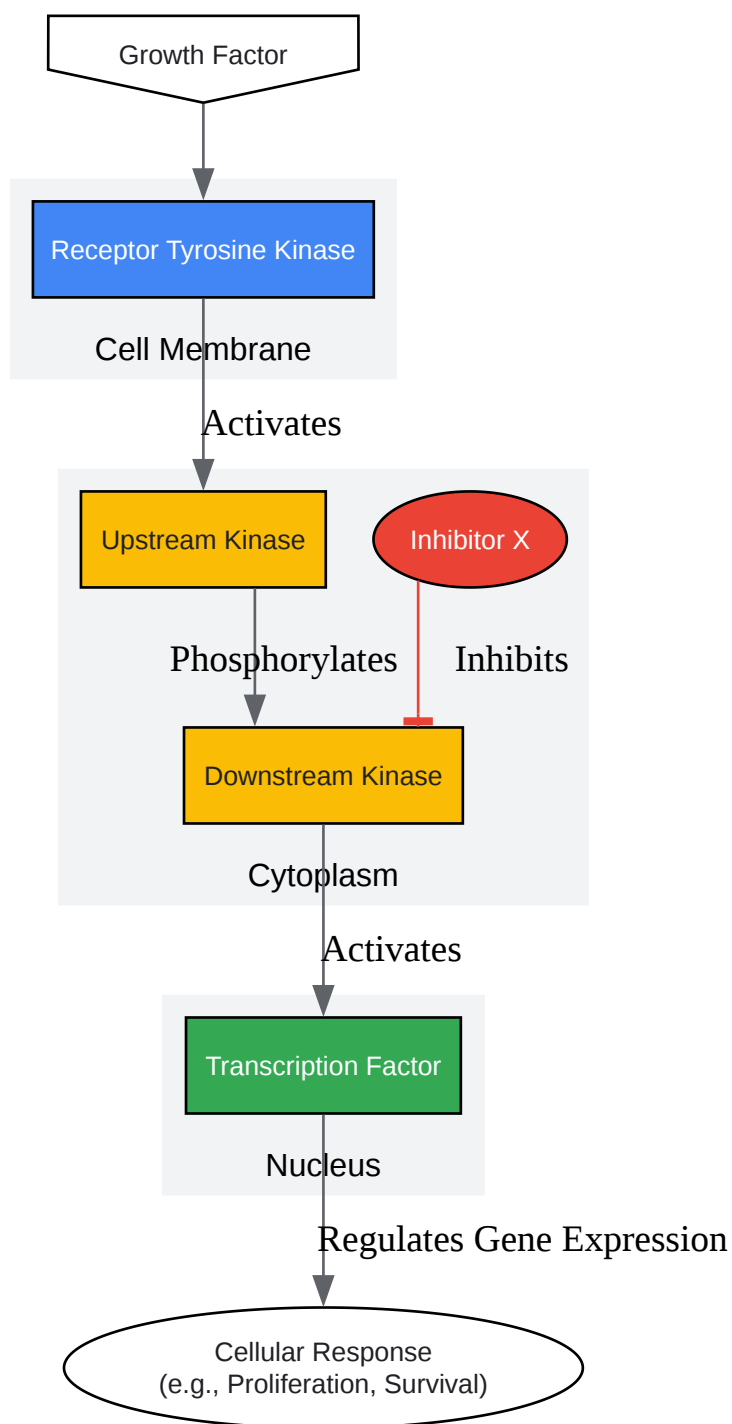 Growth Factor
Receptor Tyrosine Kinase
Cell Membrane
Activates
Upstream Kinase
Inhibitor X
Phosphorylates
Inhibits
Downstream Kinase
Cytoplasm
Activates
Transcription Factor
Nucleus
Regulates Gene Expression
Cellular Response
(e.g., Proliferation, Survival)